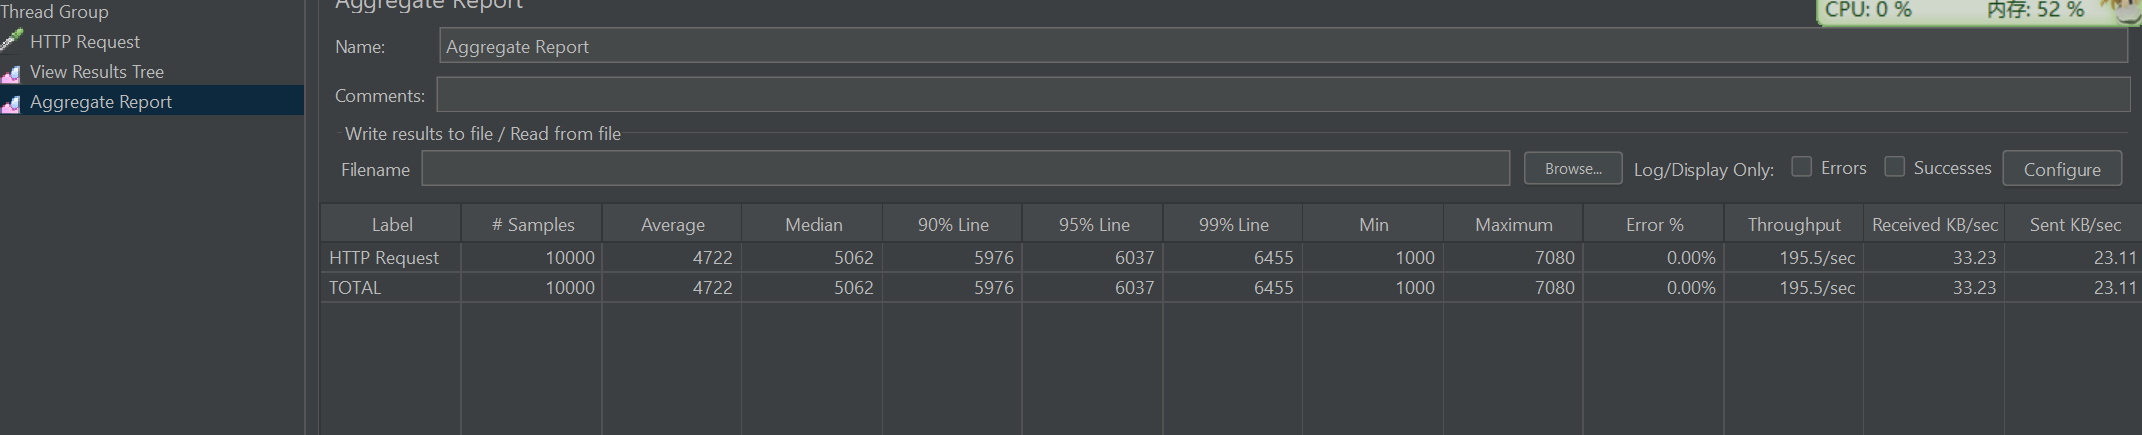 Aggregate Report
CPU: 0 % 内存: 52 %
Thread Group
HTTP Request
View Results Tree
Aggregate Report
Name: Aggregate Report
Comments:
Write results to file / Read from file
Filename Browse... Log/Display Only: Errors Successes Configure
Label # Samples Average Median 90% Line 95% Line 99% Line Min Maximum Error % Throughput Received KB/sec Sent KB/sec
HTTP Request 10000 4722 5062 5976 6037 6455 1000 7080 0.00% 195.5/sec 33.23 23.11
TOTAL 10000 4722 5062 5976 6037 6455 1000 7080 0.00% 195.5/sec 33.23 23.11